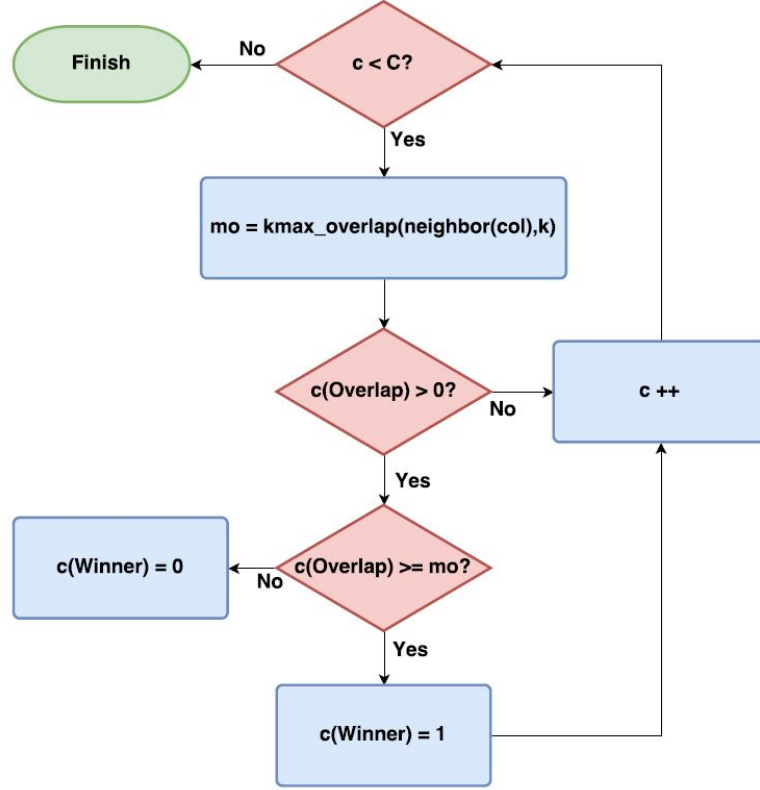 Finish
No
c < C?
Yes
mo = kmax_overlap(neighbor(col),k)
c(Overlap) > 0?
No
c ++
Yes
c(Winner) = 0
No
c(Overlap) >= mo?
Yes
c(Winner) = 1